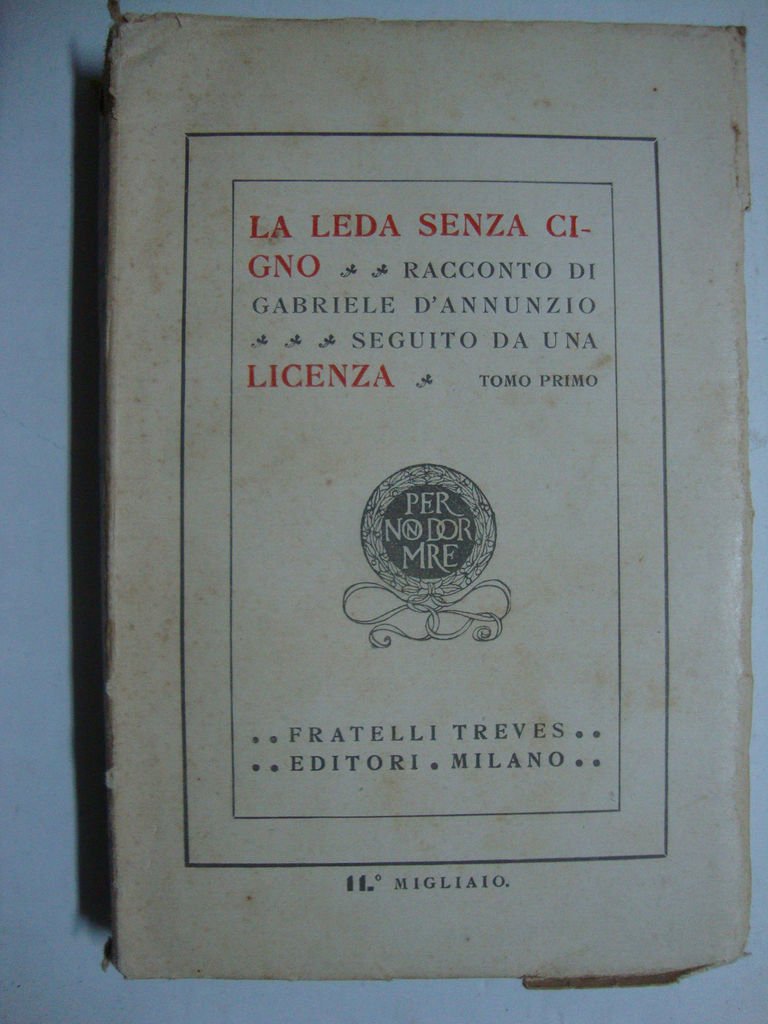 LA LEDA SENZA CI-
GNO RACCONTO DI
GABRIELE D'ANNUNZIO
SEGUITO DA UNA
LICENZA TOMO PRIMO
PER
NON DOR
MIRE
• • FRATELLI TREVES • •
• • EDITORI • MILANO • •
11.° MIGLIAIO.